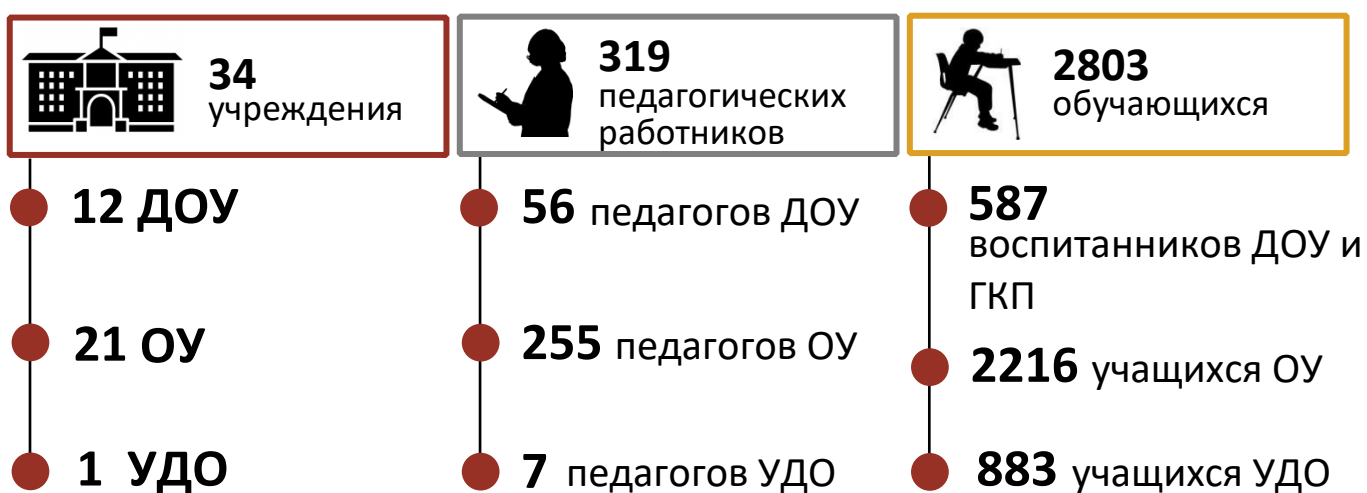 34
учреждения
12 ДОУ
21 ОУ
1 УДО
319
педагогических
работников
56 педагогов ДОУ
255 педагогов ОУ
7 педагогов УДО
2803
обучающихся
587
воспитанников ДОУ и
ГКП
2216 учащихся ОУ
883 учащихся УДО